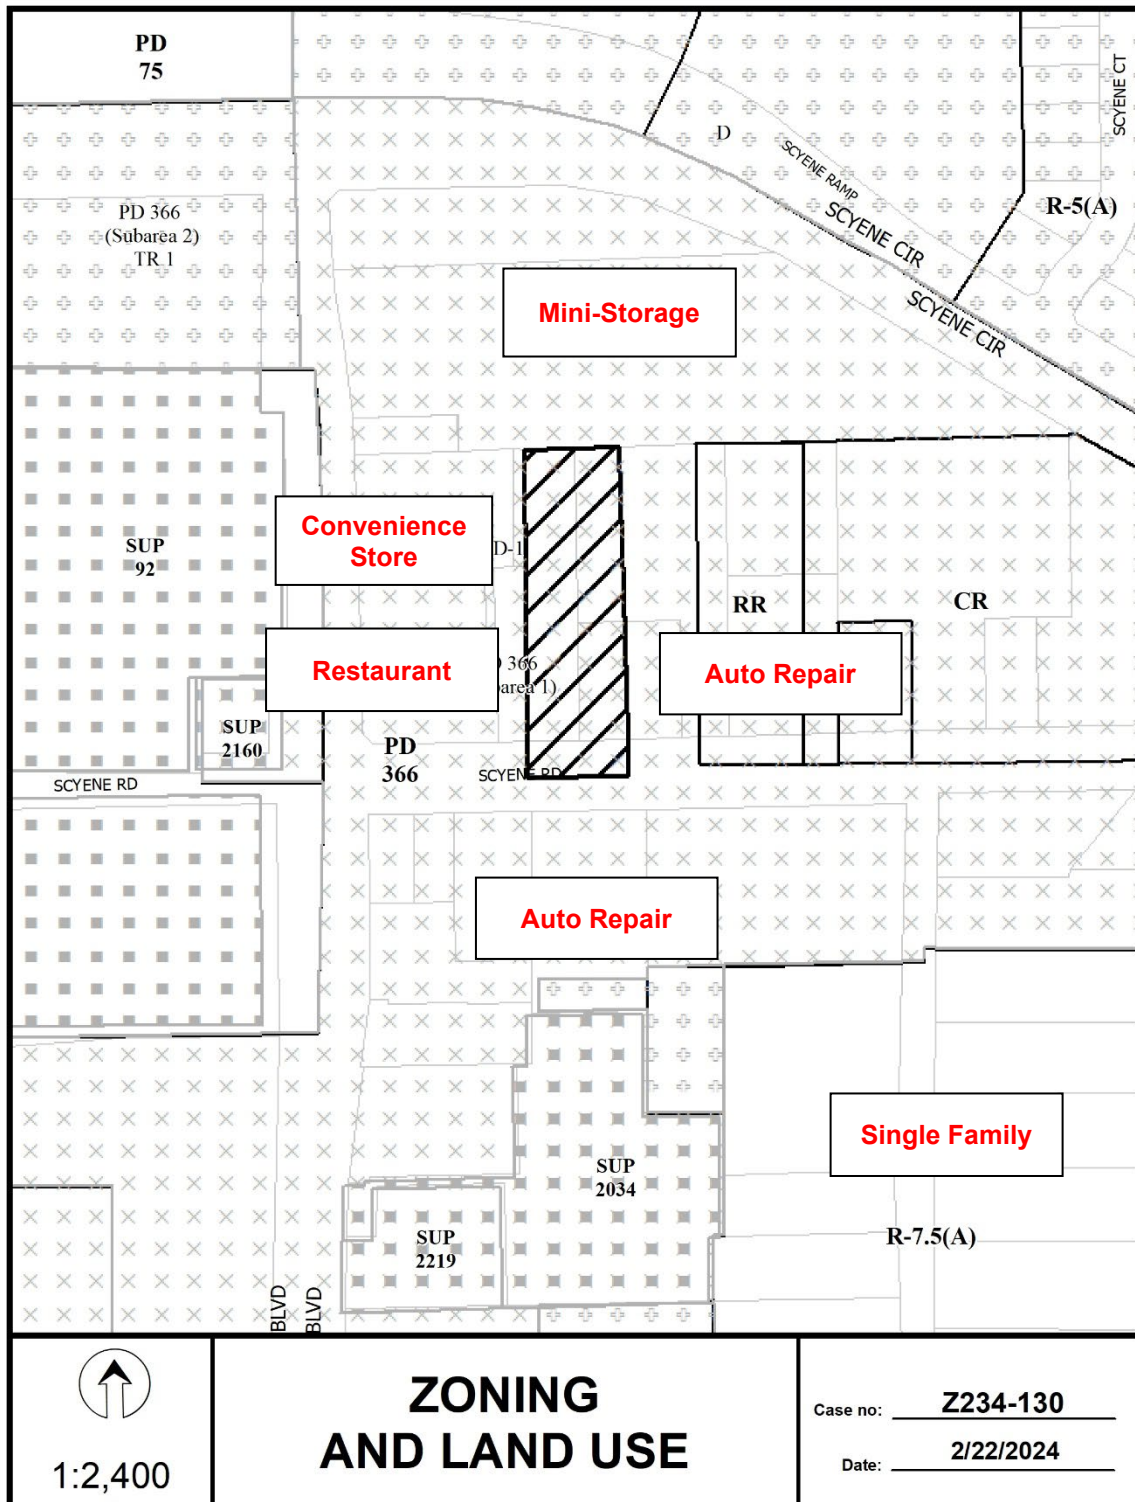 PD
75
D
SCYENE CT
SCYENE RAMP
R-5(A)
PD 366
(Subarea 2)
TR 1
SCYENE CIR
SCYENE CIR
Mini-Storage
Convenience
Store
D-1
SUP
92
RR
CR
Restaurant
366
area 1)
Auto Repair
SUP
2160
PD
366
SCYENE RD
SCYENE RD
Auto Repair
Single Family
SUP
2034
SUP
2219
R-7.5(A)
BLVD
BLVD
1:2,400
ZONING
AND LAND USE
Case no: Z234-130
Date: 2/22/2024